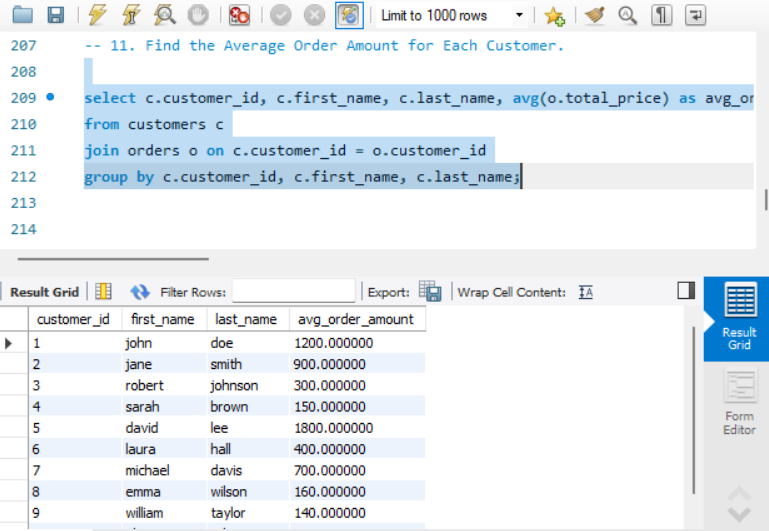 Limit to 1000 rows
207 -- 11. Find the Average Order Amount for Each Customer.
208
209 select c.customer_id, c.first_name, c.last_name, avg(o.total_price) as
210 from customers c
211 join orders o on c.customer_id = o.customer_id
212 group by c.customer_id, c.first_name, c.last_name;
213
214
Result Grid Filter Rows: Export: Wrap Cell Content: IA
customer_id first_name last_name avg_order_amount
1 john doe 1200.000000
2 jane smith 900.000000
3 robert johnson 300.000000
4 sarah brown 150.000000
5 david lee 1800.000000
6 laura hall 400.000000
7 michael davis 700.000000
8 emma wilson 160.000000
9 william taylor 140.000000
Result
Grid
Form
Editor